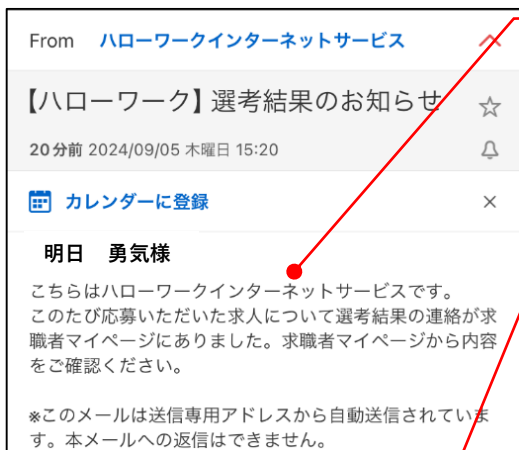 From ハローワークインターネットサービス
【ハローワーク】選考結果のお知らせ
20分前 2024/09/05 木曜日 15:20
カレンダーに登録
明日 勇気様
こちらはハローワークインターネットサービスです。
このたび応募いただいた求人について選考結果の連絡が求
職者マイページにありました。求職者マイページから内容
をご確認ください。
※このメールは送信専用アドレスから自動送信されていま
す。本メールへの返信はできません。